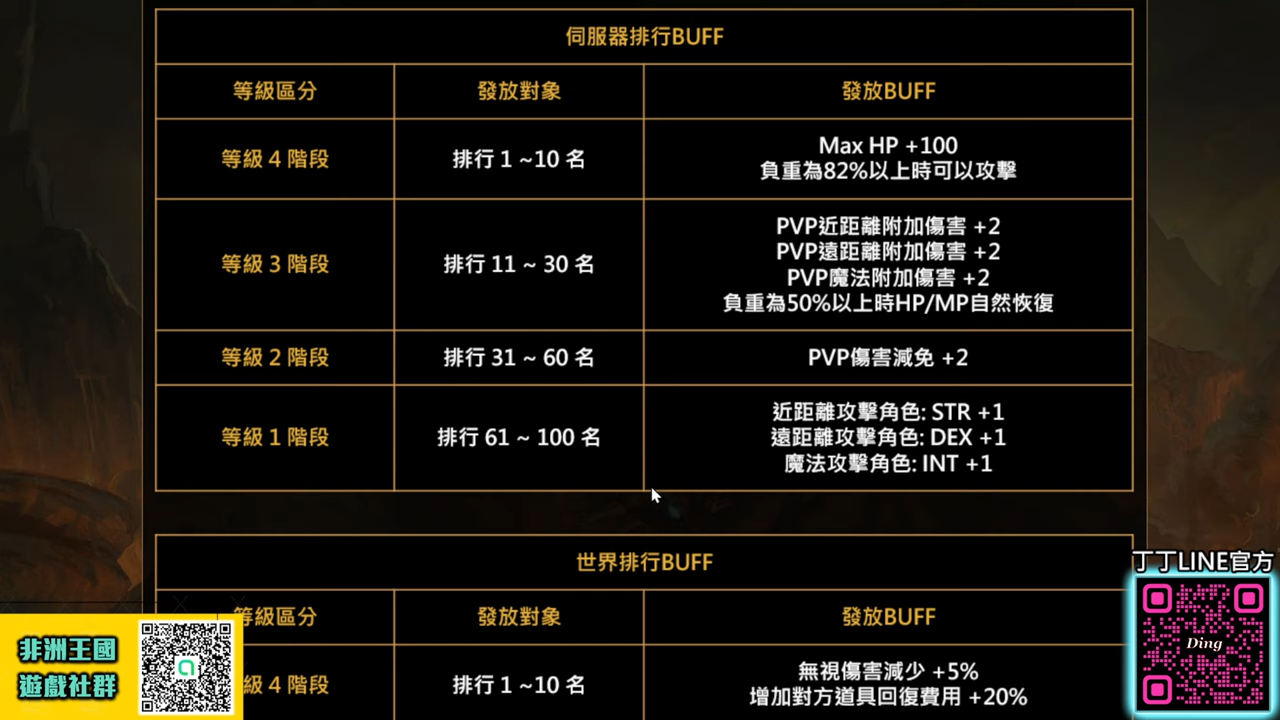 伺服器排行BUFF
等級區分
發放對象
發放BUFF
等級 4 階段
排行 1 ~10 名
Max HP +100
負重為82%以上時可以攻擊
等級 3 階段
排行 11 ~ 30 名
PVP近距離附加傷害 +2
PVP遠距離附加傷害 +2
PVP魔法附加傷害 +2
負重為50%以上時HP/MP自然恢復
等級 2 階段
排行 31 ~ 60 名
PVP傷害減免 +2
等級 1 階段
排行 61 ~ 100 名
近距離攻擊角色: STR +1
遠距離攻擊角色: DEX +1
魔法攻擊角色: INT +1
世界排行BUFF
等級區分
發放對象
發放BUFF
級 4 階段
排行 1 ~10 名
無視傷害減少 +5%
增加對方道具回復費用 +20%
非洲王國
遊戲社群
丁丁LINE官方
Ding